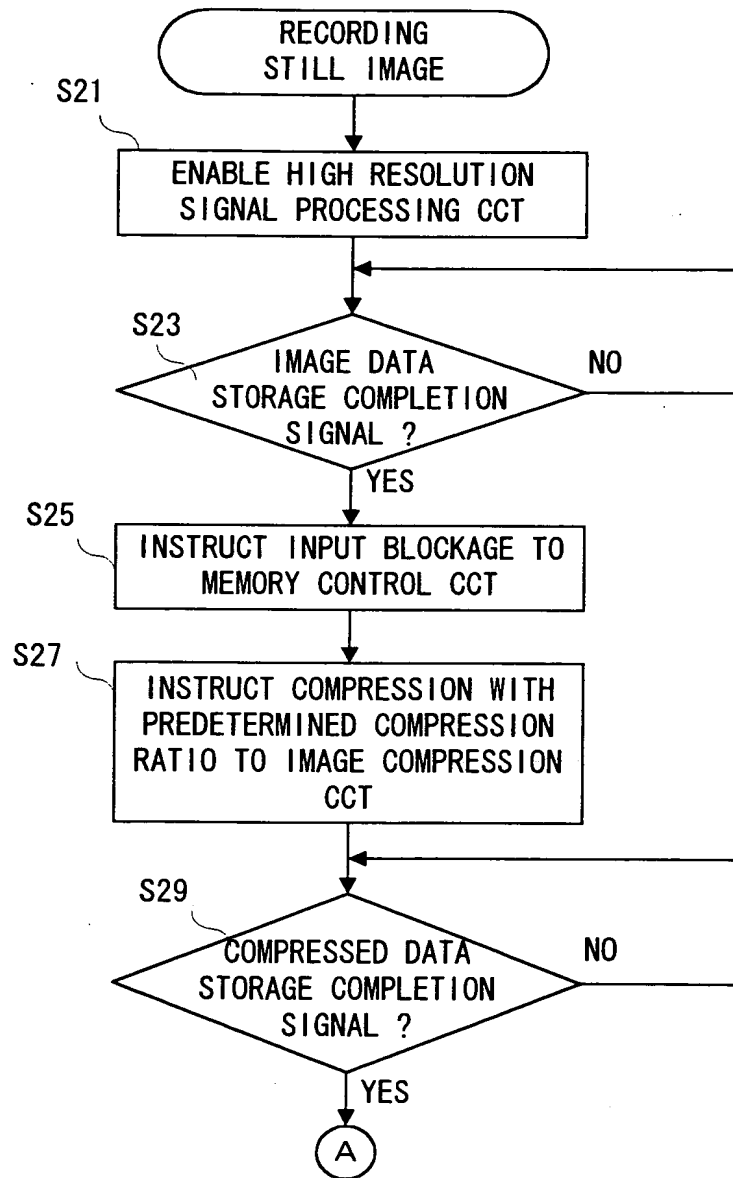 RECORDING
STILL IMAGE
S21
ENABLE HIGH RESOLUTION
SIGNAL PROCESSING CCT
S23
IMAGE DATA
STORAGE COMPLETION
SIGNAL ?
NO
YES
S25
INSTRUCT INPUT BLOCKAGE TO
MEMORY CONTROL CCT
S27
INSTRUCT COMPRESSION WITH
PREDETERMINED COMPRESSION
RATIO TO IMAGE COMPRESSION
CCT
S29
COMPRESSED DATA
STORAGE COMPLETION
SIGNAL ?
NO
YES
A